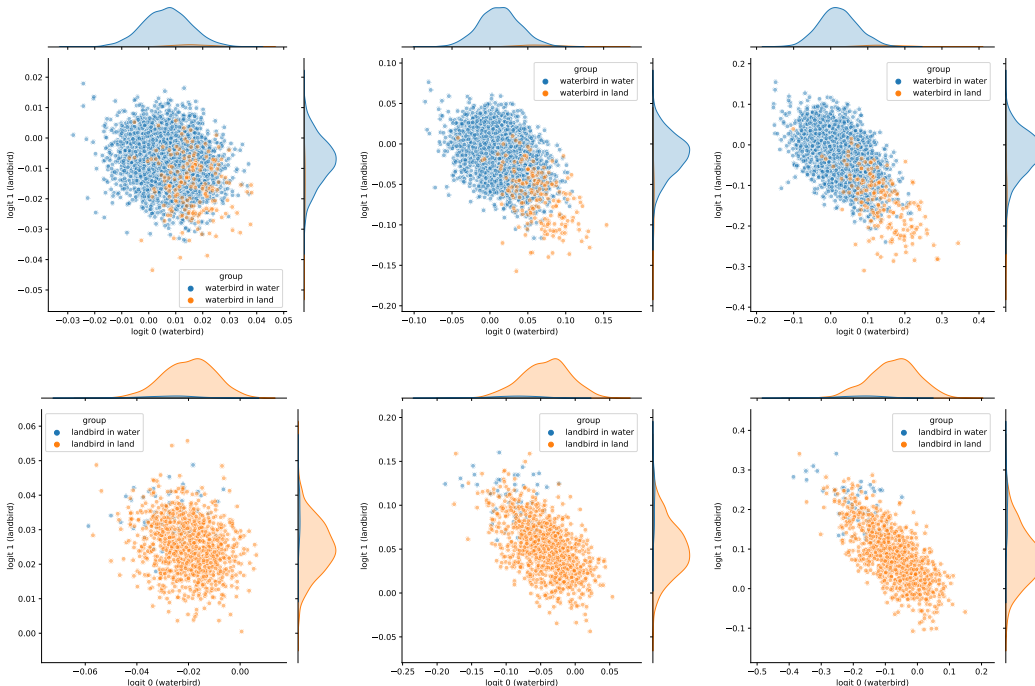 0.02
0.01
0.00
−0.01
−0.02
−0.03
−0.04
−0.05
logit 1 (landbird)
group
waterbird in water
waterbird in land
−0.03 −0.02 −0.01 0.00 0.01 0.02 0.03 0.04 0.05
logit 0 (waterbird)
0.10
0.05
0.00
−0.05
−0.10
−0.15
−0.20
logit 1 (landbird)
group
waterbird in water
waterbird in land
−0.10 −0.05 0.00 0.05 0.10 0.15
logit 0 (waterbird)
0.2
0.1
0.0
−0.1
−0.2
−0.3
−0.4
logit 1 (landbird)
group
waterbird in water
waterbird in land
−0.2 −0.1 0.0 0.1 0.2 0.3 0.4
logit 0 (waterbird)
0.06
0.05
0.04
0.03
0.02
0.01
0.00
logit 1 (landbird)
group
landbird in water
landbird in land
−0.06 −0.04 −0.02 0.00
logit 0 (waterbird)
0.20
0.15
0.10
0.05
0.00
−0.05
logit 1 (landbird)
group
landbird in water
landbird in land
−0.25 −0.20 −0.15 −0.10 −0.05 0.00 0.05
logit 0 (waterbird)
0.4
0.3
0.2
0.1
0.0
−0.1
logit 1 (landbird)
group
landbird in water
landbird in land
−0.5 −0.4 −0.3 −0.2 −0.1 0.0 0.1 0.2
logit 0 (waterbird)